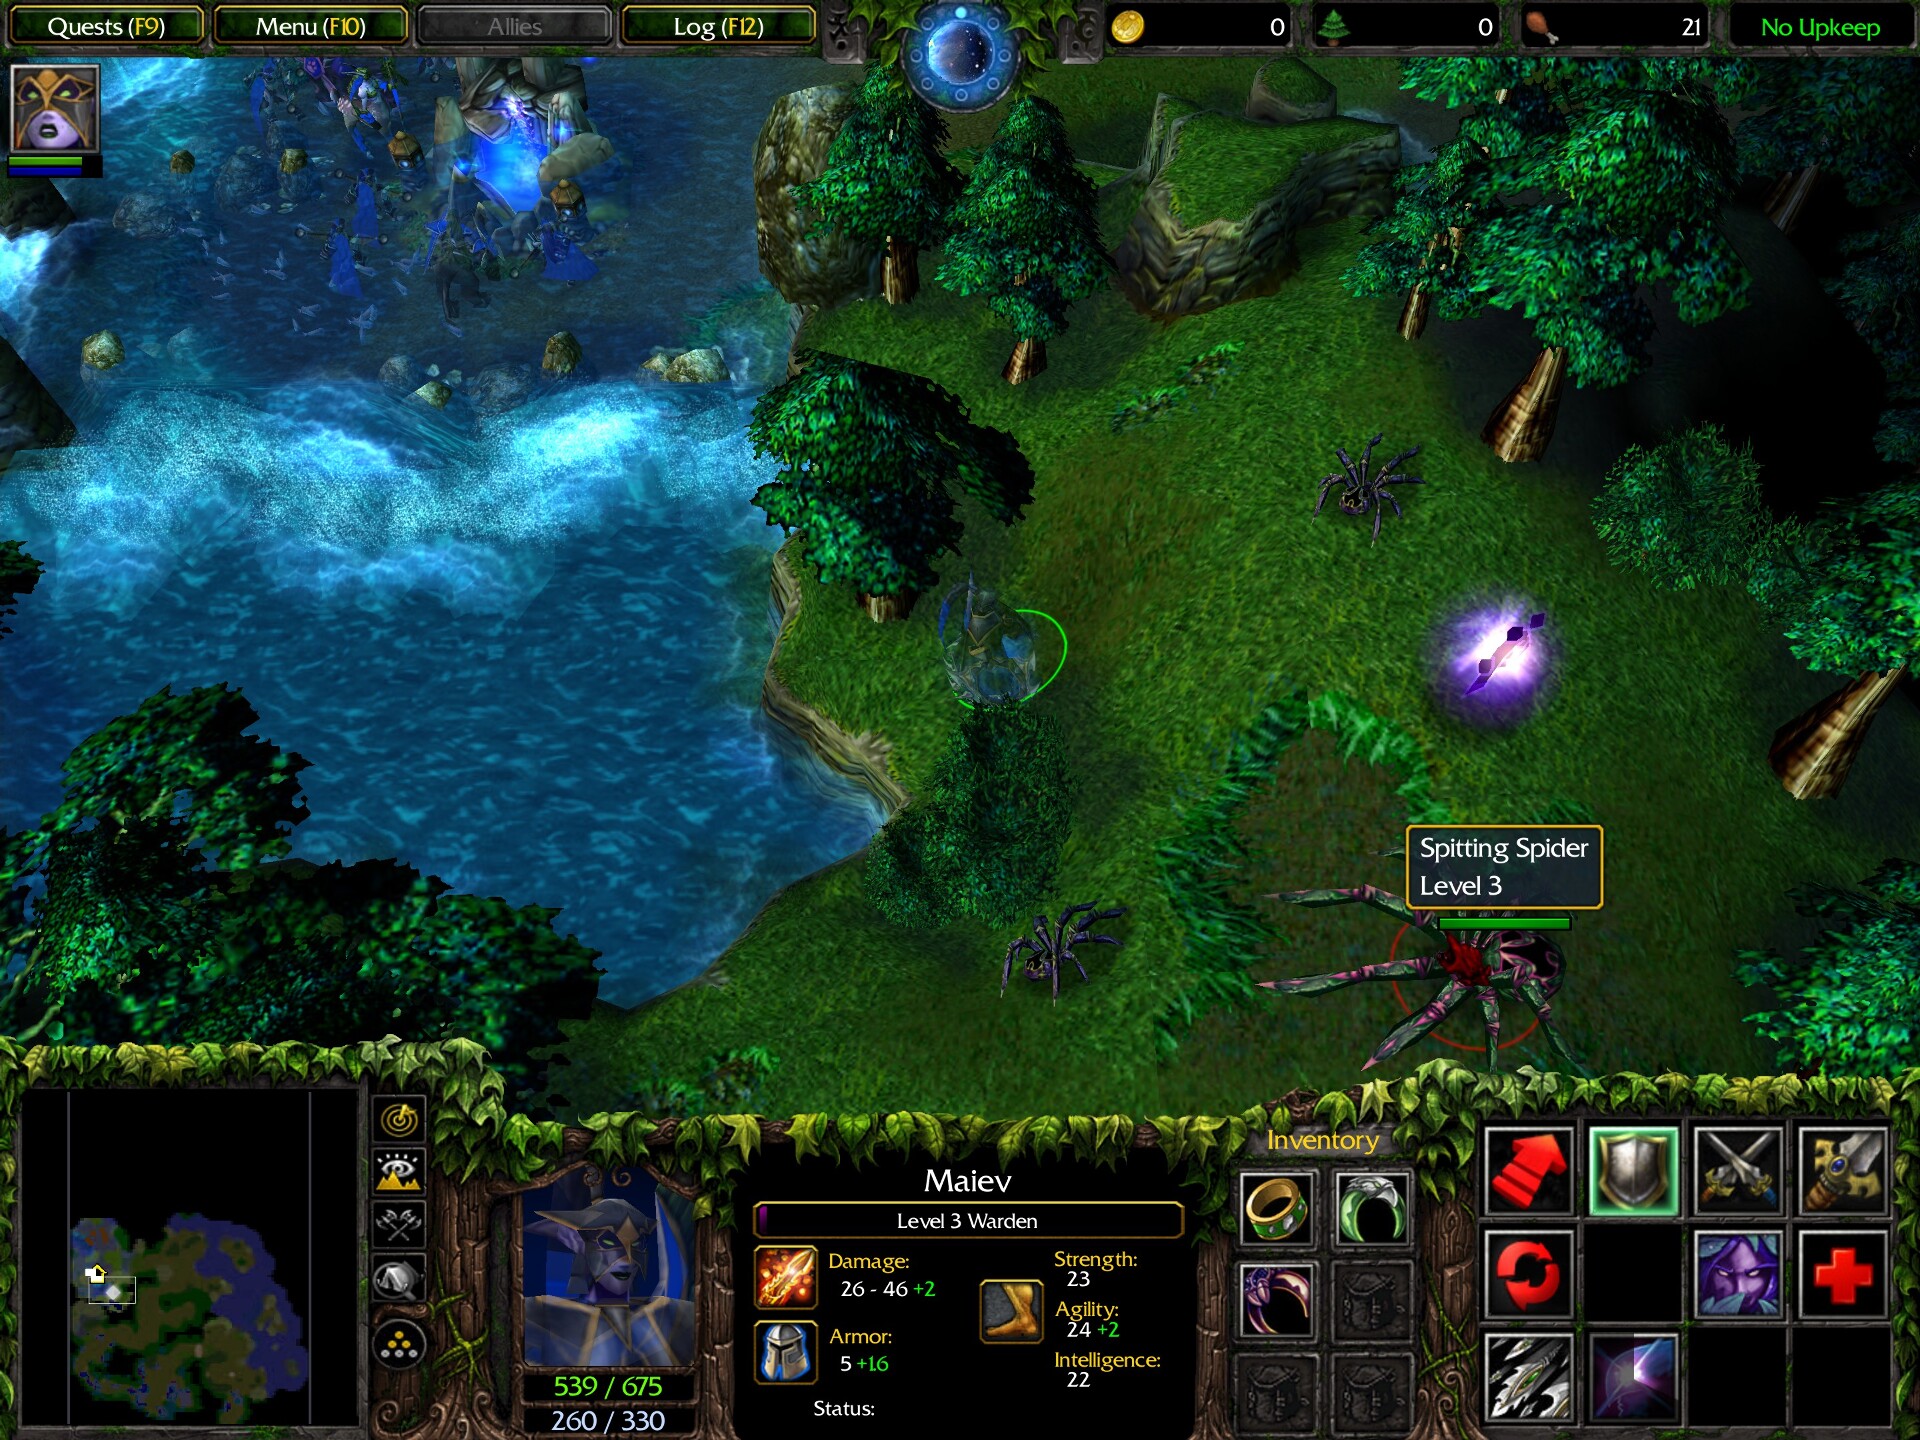 Quests (F9)
Menu (F10)
Allies
Log (F12)
0
0
21
No Upkeep
Spitting Spider
Level 3
Inventory
Maiev
Level 3 Warden
Damage:
26 - 46 +2
Armor:
5 +16
Strength:
23
Agility:
24 +2
Intelligence:
22
Status:
539 / 675
260 / 330